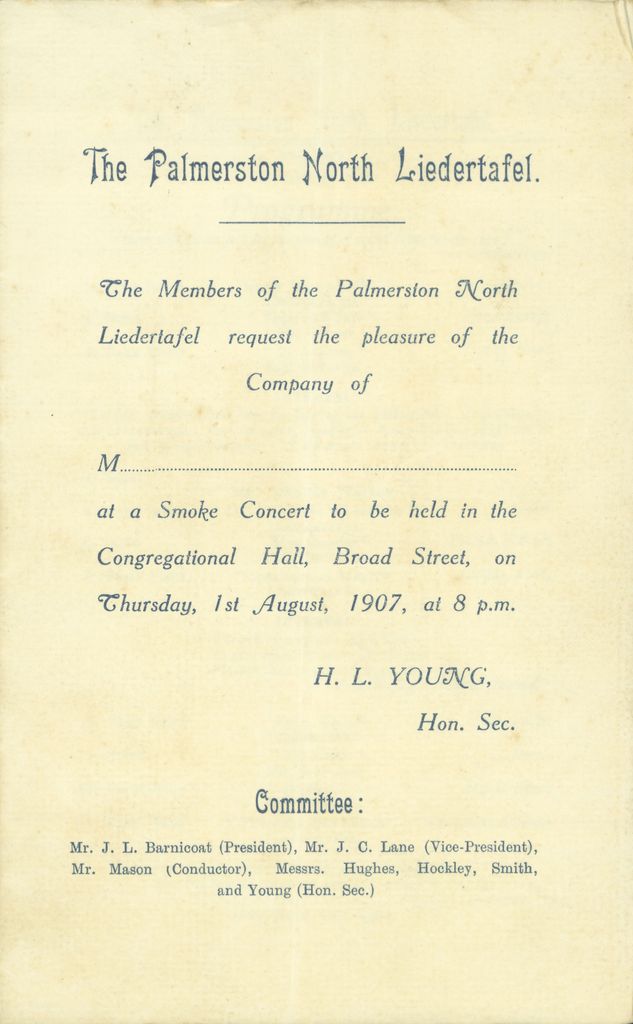 The Palmerston North Liedertafel.
The Members of the Palmerston North
Liedertafel request the pleasure of the
Company of
M............................................................
at a Smoke Concert to be held in the
Congregational Hall, Broad Street, on
Thursday, 1st August, 1907, at 8 p.m.
H. L. YOUNG,
Hon. Sec.
Committee:
Mr. J. L. Barnicoat (President), Mr. J. C. Lane (Vice-President),
Mr. Mason (Conductor), Messrs. Hughes, Hockley, Smith,
and Young (Hon. Sec.)